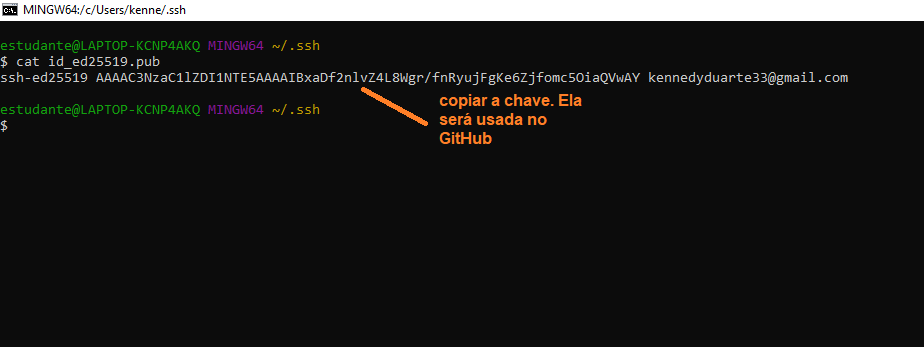 MINGW64:/c/Users/kenne/.ssh
estudante@LAPTOP-KCNP4AKQ MINGW64 ~/.ssh
$ cat id_ed25519.pub
ssh-ed25519 AAAAC3NzaC1lZDI1NTE5AAAAIBxaDf2nlvZ4L8Wgr/fnRyujFgKe6Zjfomc5OiaQVwAY kennedyduarte33@gmail.com
estudante@LAPTOP-KCNP4AKQ MINGW64 ~/.ssh
$
copiar a chave. Ela
será usada no
GitHub